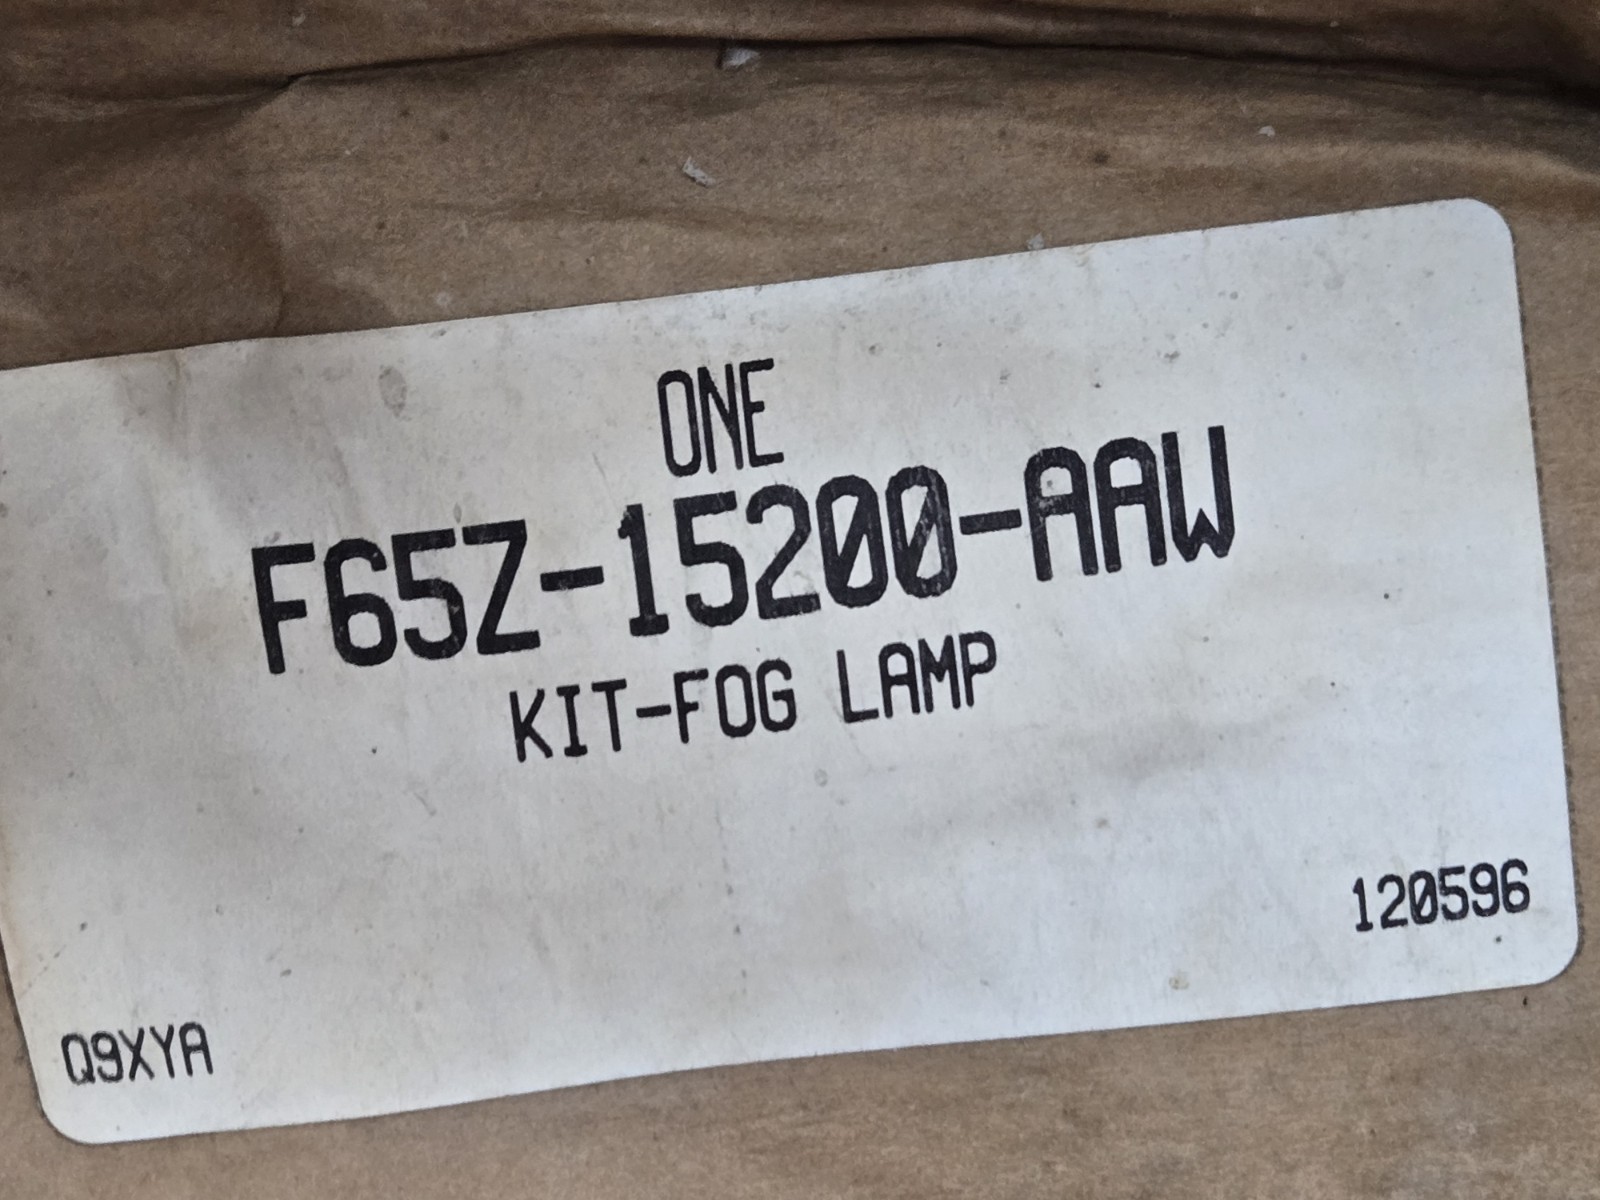 ONE
F65Z-15200-AAW
KIT-FOG LAMP
120596
Q9XYA